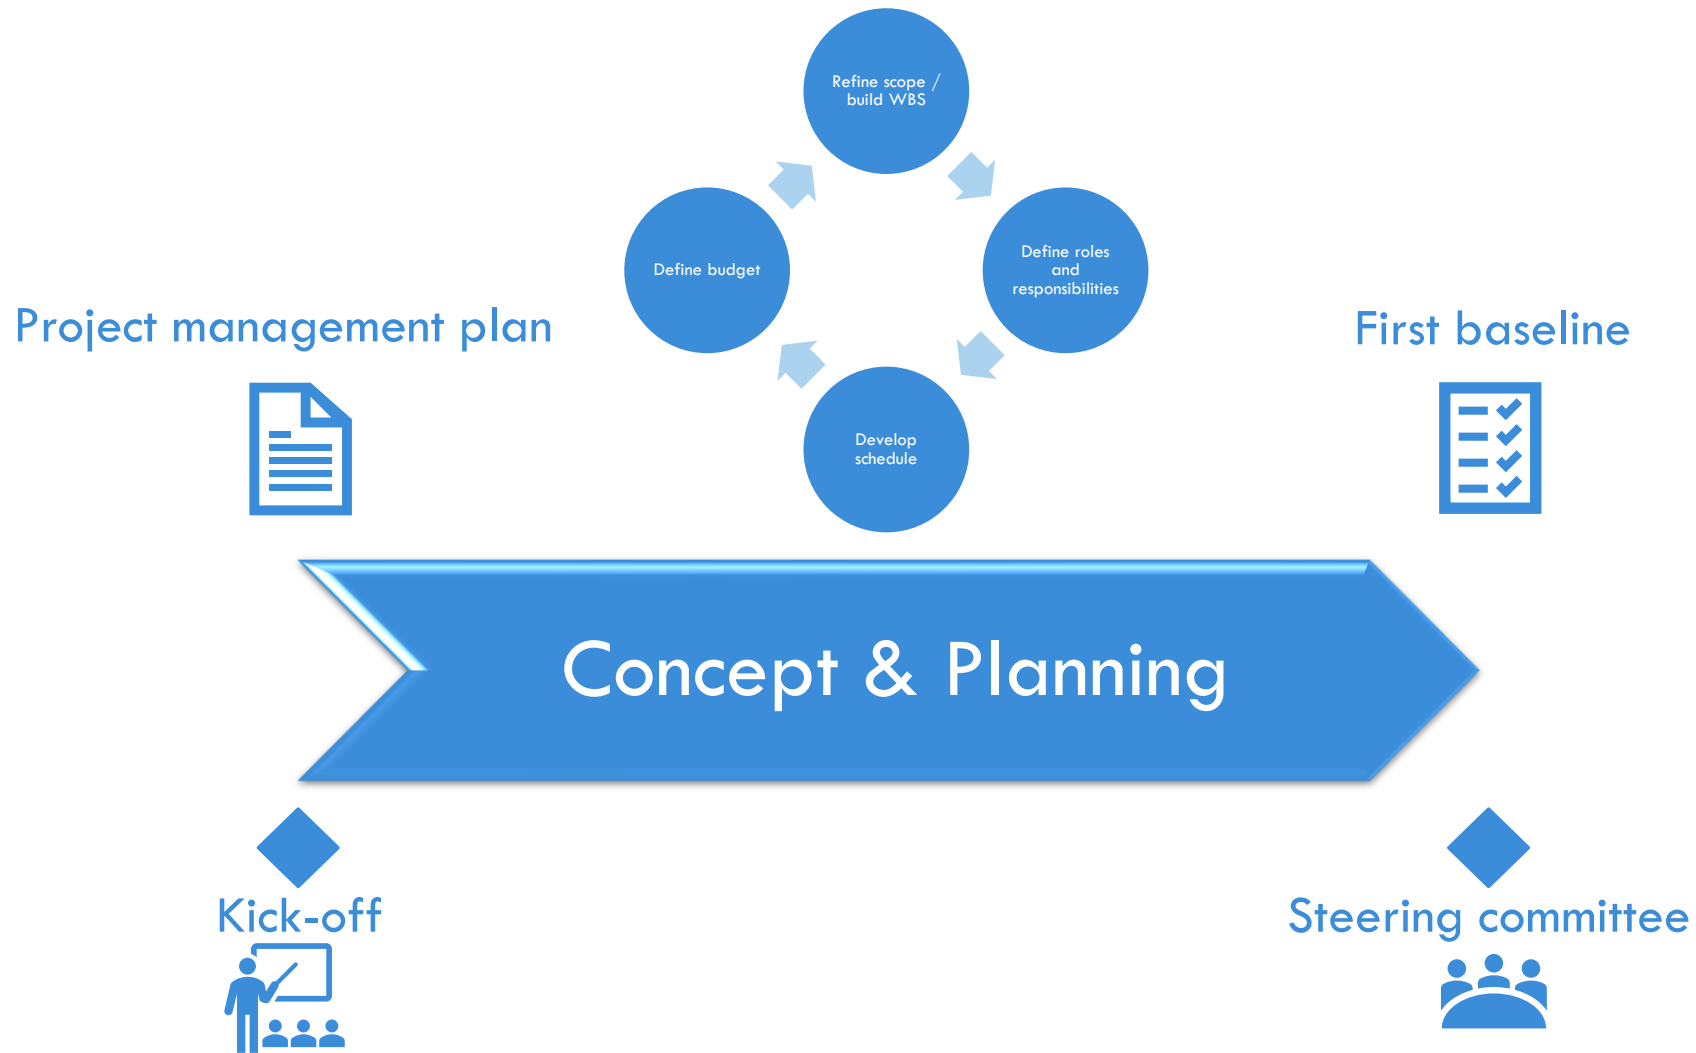 Refine scope /
build WBS
Define budget
Define roles
and
responsibilities
Develop
schedule
Project management plan
First baseline
Concept & Planning
Kick-off
Steering committee